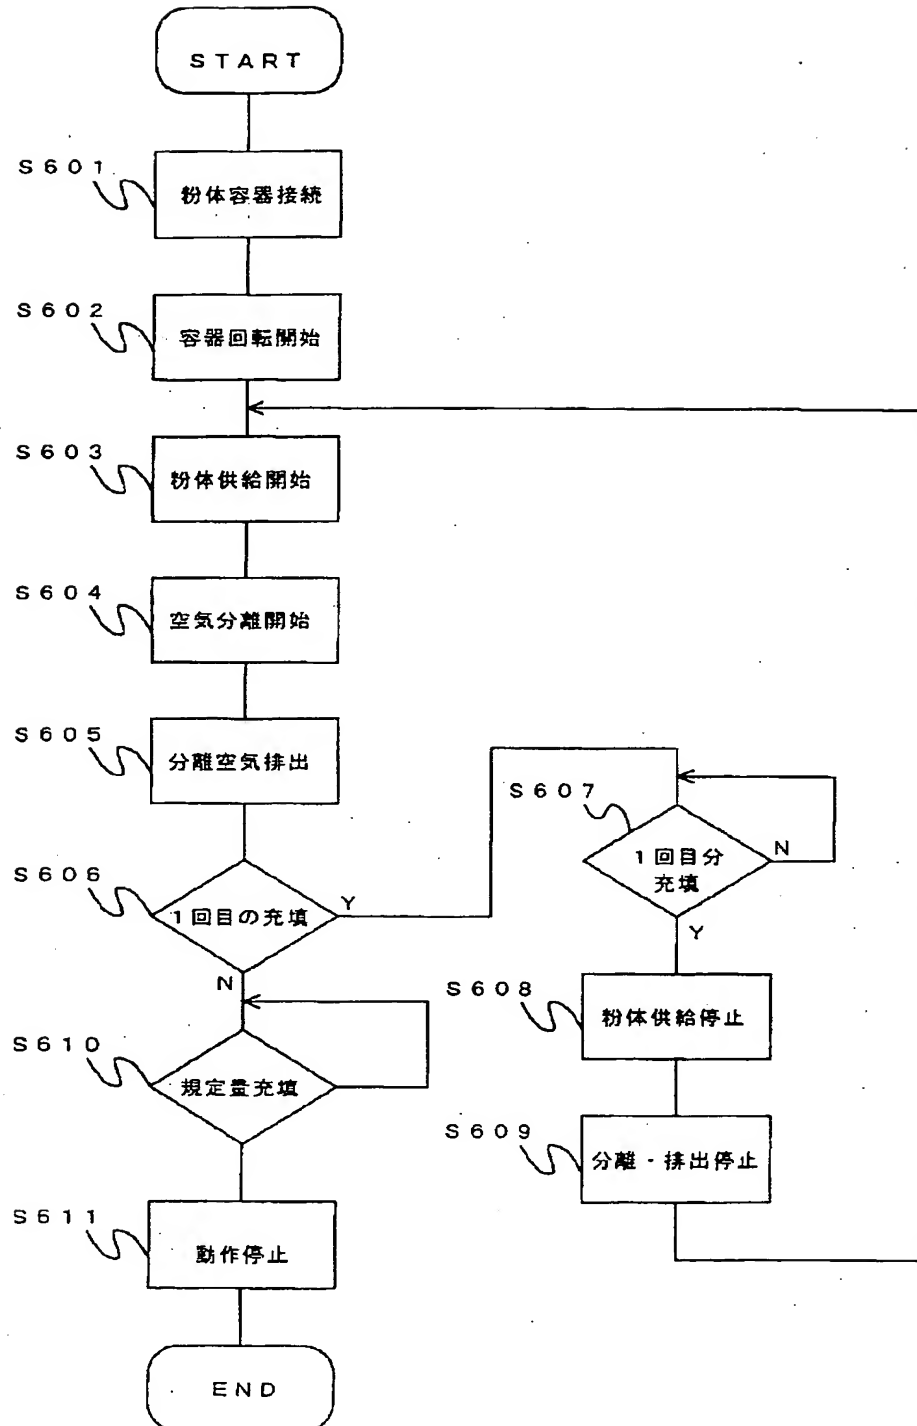 START
S601
粉体容器接続
S602
容器回転開始
S603
粉体供給開始
S604
空気分離開始
S605
分離空気排出
S606
1回目の充填
Y
N
S607
1回目分
充填
N
Y
S608
粉体供給停止
S609
分離・排出停止
S610
規定量充填
S611
動作停止
END